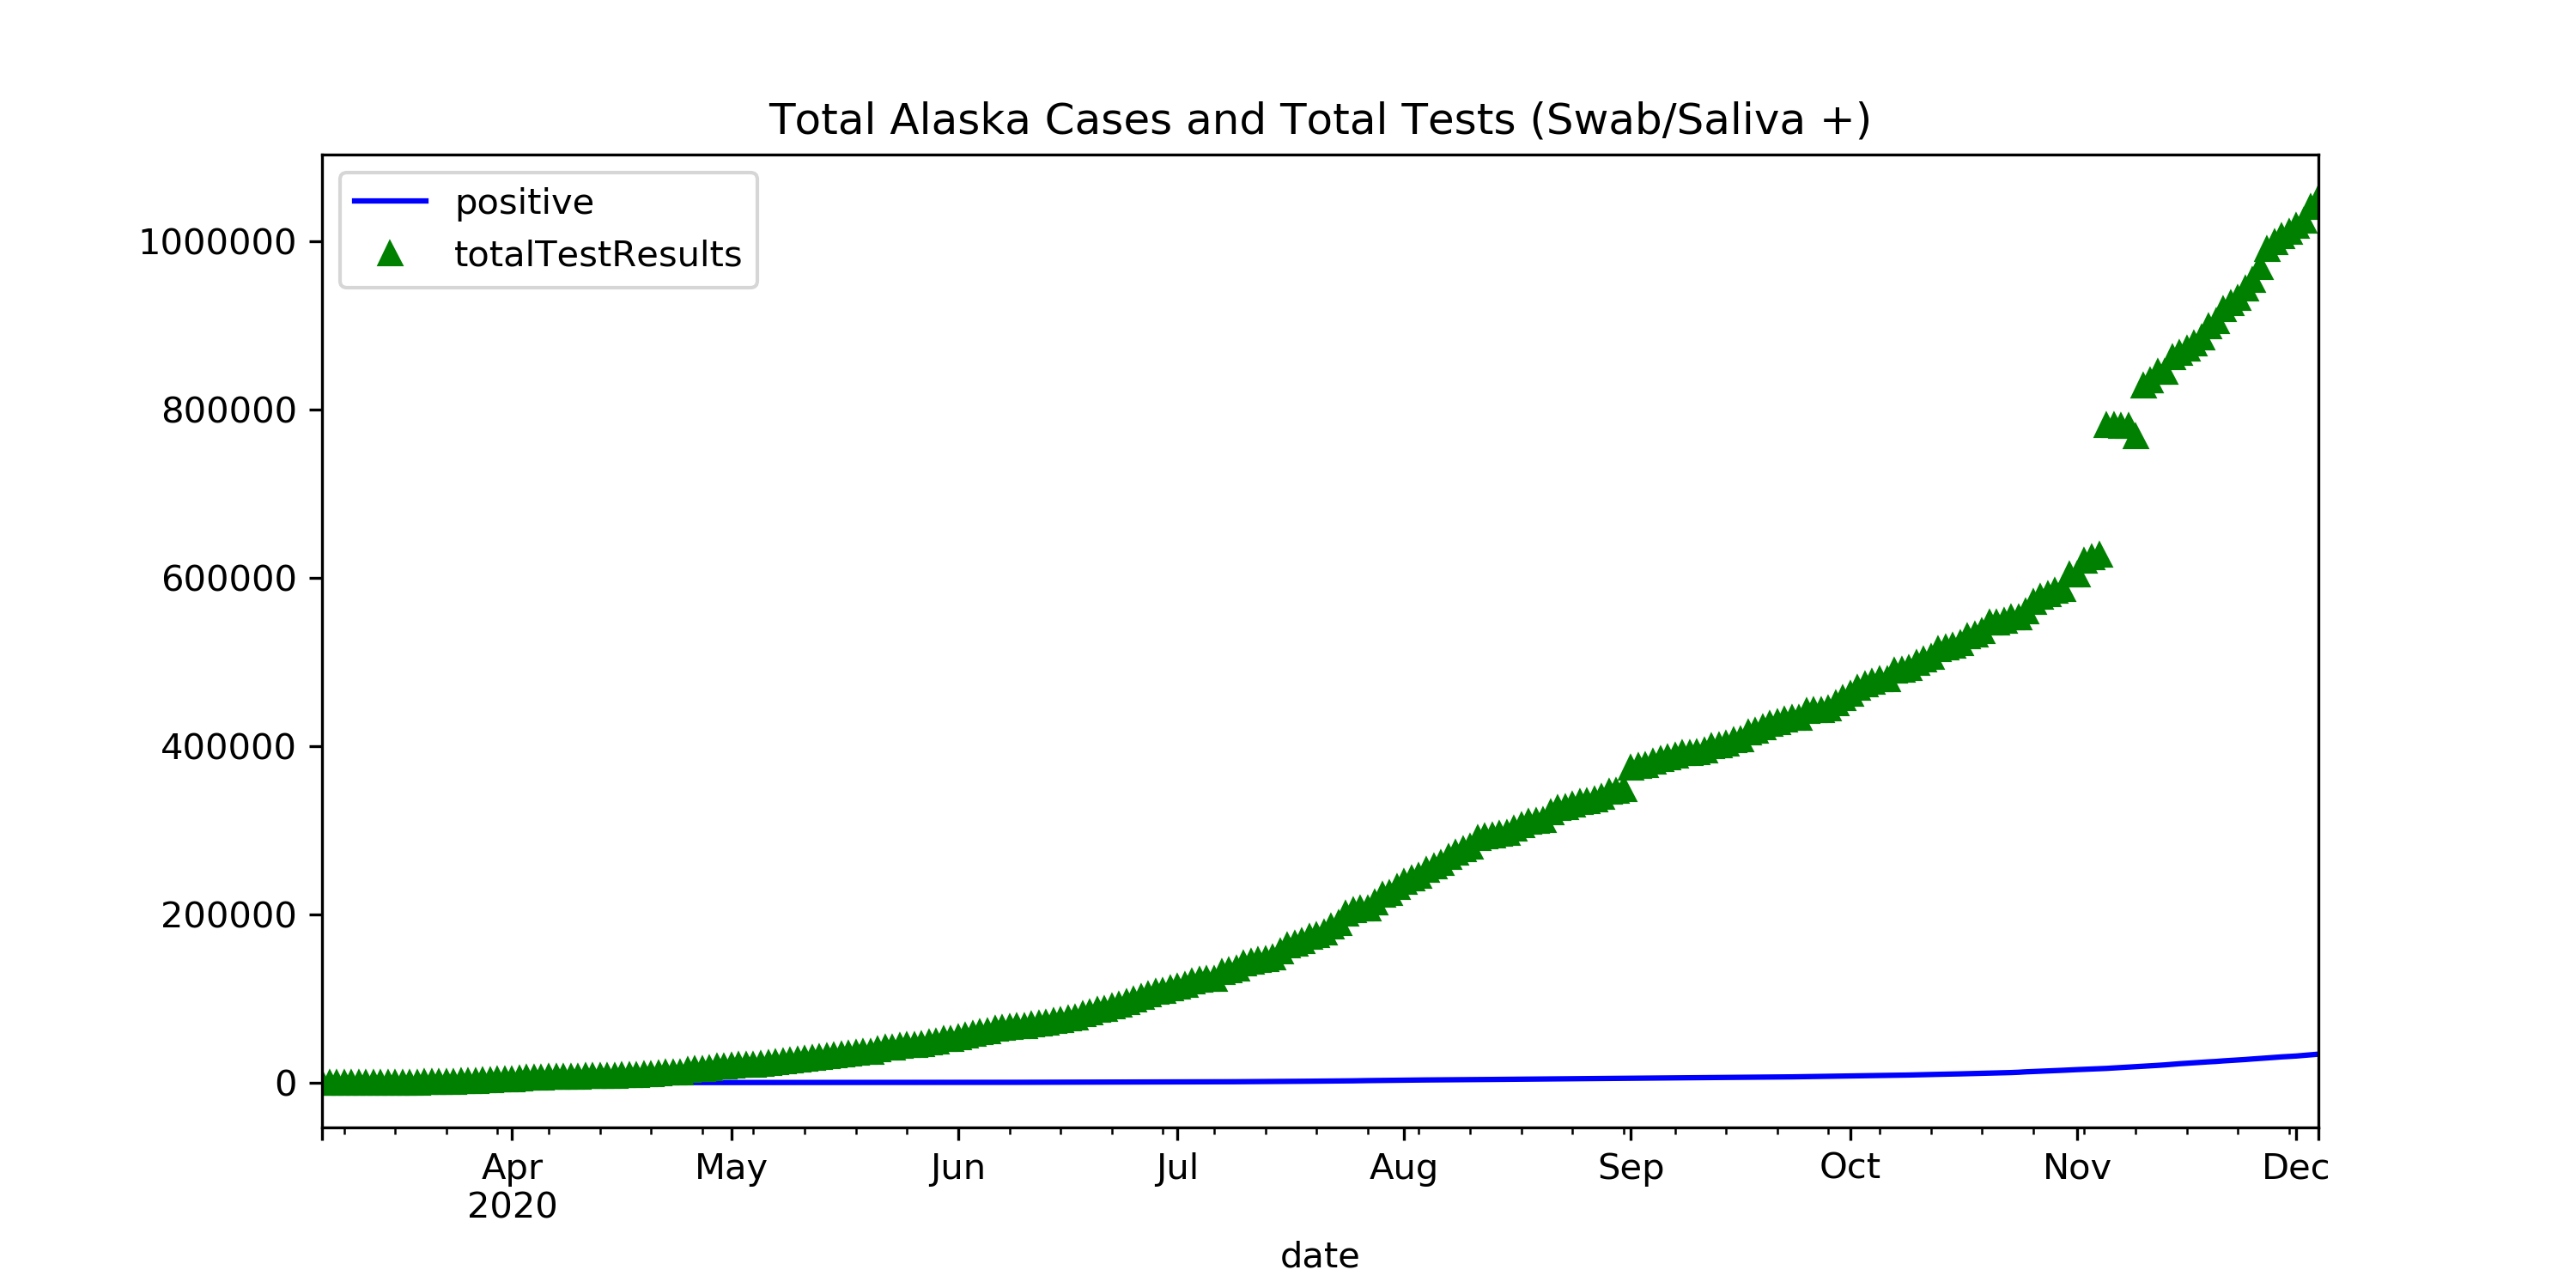 Total Alaska Cases and Total Tests (Swab/Saliva +)
positive
totalTestResults
1000000
800000
600000
400000
200000
0
Apr May Jun Jul Aug Sep Oct Nov Dec
2020
date